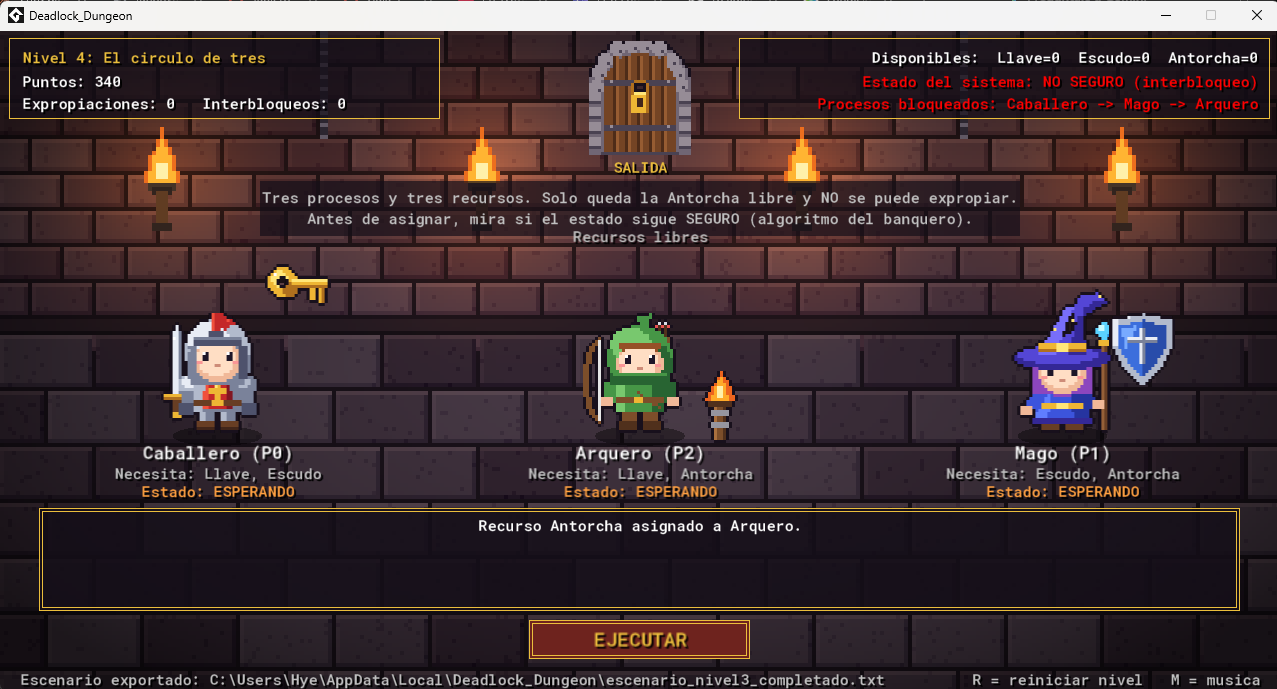 Deadlock_Dungeon
Nivel 4: El circulo de tres
Puntos: 340
Expropiaciones: 0   Interbloqueos: 0
Disponibles:  Llave=0  Escudo=0  Antorcha=0
Estado del sistema: NO SEGURO (interbloqueo)
Procesos bloqueados: Caballero -> Mago -> Arquero
SALIDA
Tres procesos y tres recursos. Solo queda la Antorcha libre y NO se puede expropiar.
Antes de asignar, mira si el estado sigue SEGURO (algoritmo del banquero).
Recursos libres
Caballero (P0)
Necesita: Llave, Escudo
Estado: ESPERANDO
Arquero (P2)
Necesita: Llave, Antorcha
Estado: ESPERANDO
Mago (P1)
Necesita: Escudo, Antorcha
Estado: ESPERANDO
Recurso Antorcha asignado a Arquero.
EJECUTAR
Escenario exportado: C:\Users\Hye\AppData\Local\Deadlock_Dungeon\escenario_nivel3_completado.txt
R = reiniciar nivel   M = musica